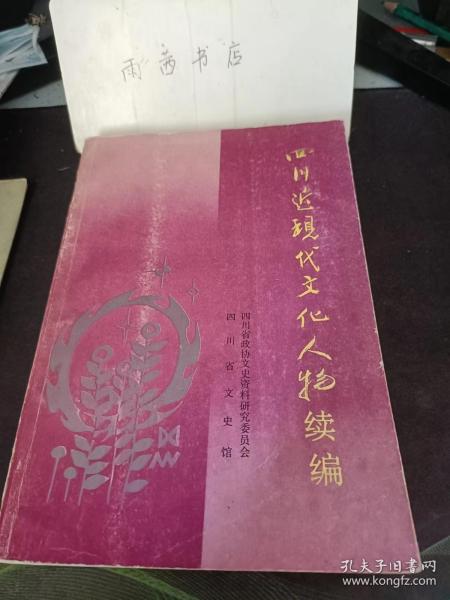 雨茜书店
四川近现代文化人物续编
四川省政协文史资料研究委员会
四川省文史馆
孔夫子旧书网
www.kongfz.com